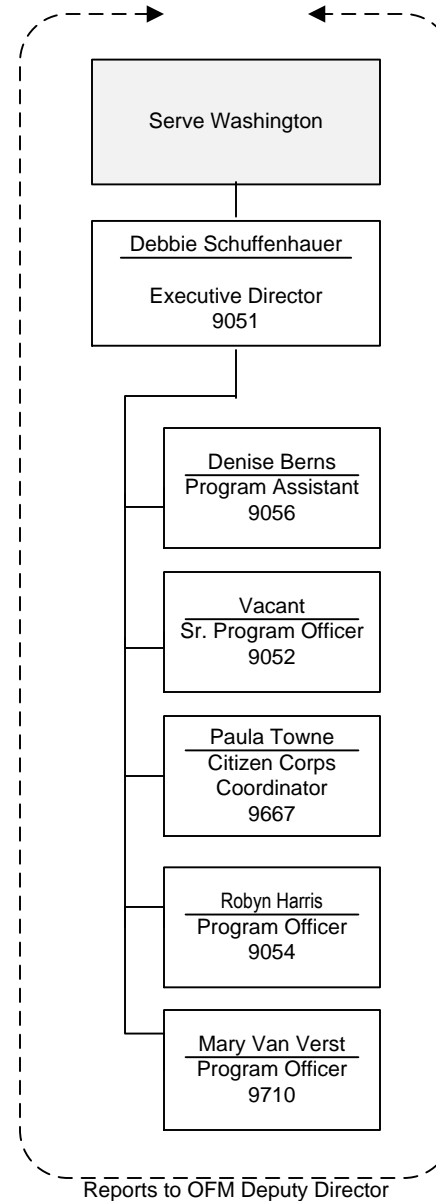 Serve Washington
Debbie Schuffenhauer
Executive Director
9051
Denise Berns
Program Assistant
9056
Vacant
Sr. Program Officer
9052
Paula Towne
Citizen Corps
Coordinator
9667
Robyn Harris
Program Officer
9054
Mary Van Verst
Program Officer
9710
Reports to OFM Deputy Director